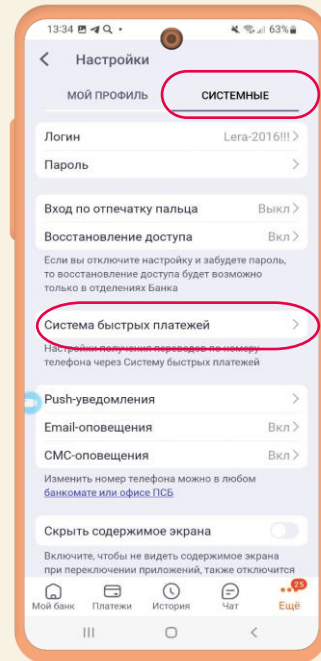 13:34 63%
Настройки
МОЙ ПРОФИЛЬ СИСТЕМНЫЕ
Логин Lera-2016!!!
Пароль
Вход по отпечатку пальца Выкл
Восстановление доступа Вкл
Если вы отключите настройку и забудете пароль,
то восстановление доступа будет возможно
только в отделениях Банка
Система быстрых платежей
Настройки получения переводов по номеру
телефона через Систему быстрых платежей
Push-уведомления
Email-оповещения Вкл
СМС-оповещения Вкл
Изменить номер телефона можно в любом
банкомате или офисе ПСБ
Скрыть содержимое экрана
Включите, чтобы не видеть содержимое экрана
при переключении приложений, также отключится
25
Мой банк Платежи История Чат Ещё